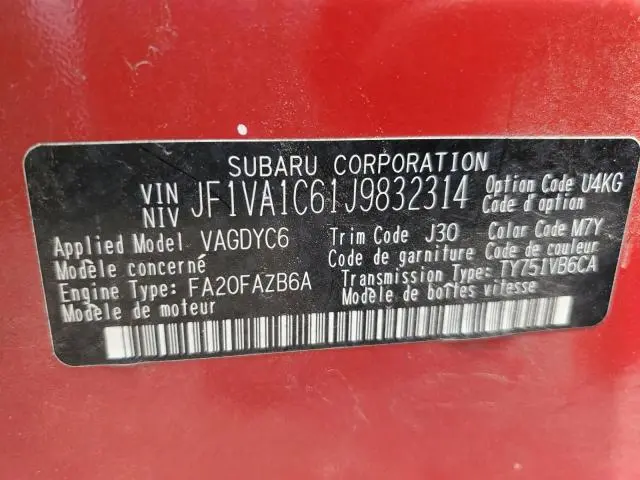 SUBARU CORPORATION
VIN NIV JF1VA1C61J9832314 Option Code U4KG
Code d'option
Applied Model VAGDYC6 Trim Code J30 Color Code M7Y
Modèle concerné Code de garniture Code de couleur
Engine Type: FA20FAZB6A Transmission Type: TY751VB6CA
Modèle de moteur Modèle de boîtes vitesse